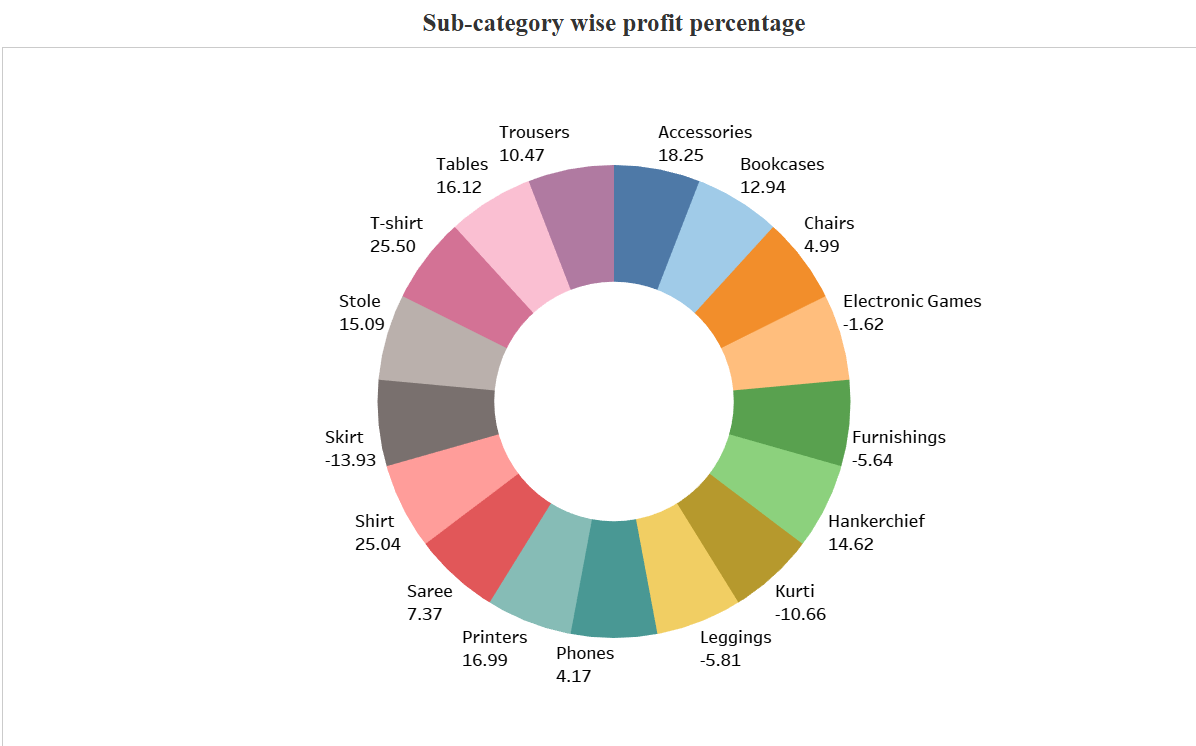 Sub-category wise profit percentage
Trousers
10.47
Accessories
18.25
Tables
16.12
Bookcases
12.94
T-shirt
25.50
Chairs
4.99
Stole
15.09
Electronic Games
-1.62
Skirt
-13.93
Furnishings
-5.64
Shirt
25.04
Hankerchief
14.62
Saree
7.37
Kurti
-10.66
Printers
16.99
Phones
4.17
Leggings
-5.81